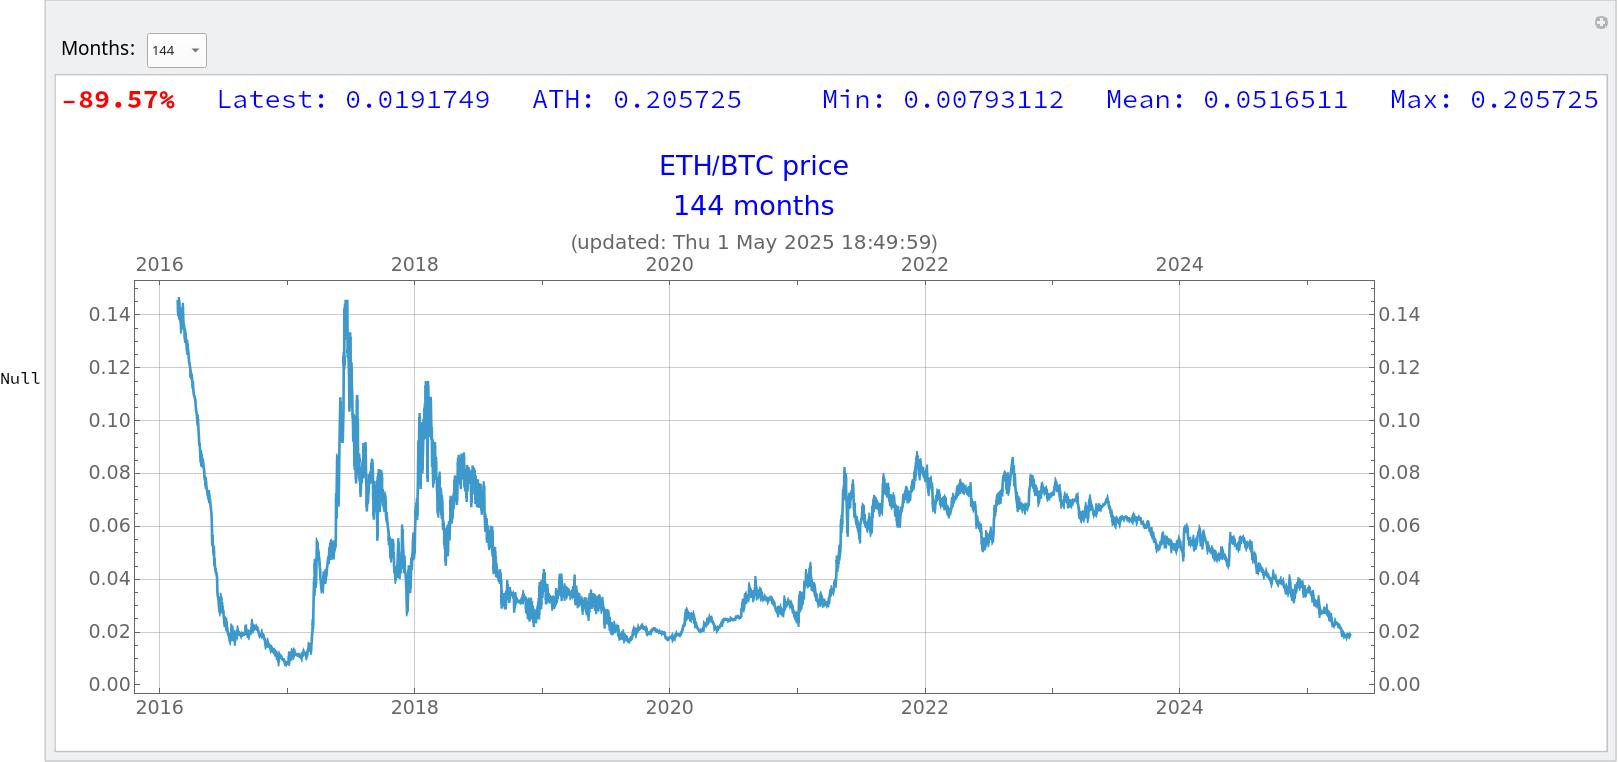 Months: 144
-89.57% Latest: 0.0191749 ATH: 0.205725 Min: 0.00793112 Mean: 0.0516511 Max: 0.205725
ETH/BTC price
144 months
(updated: Thu 1 May 2025 18:49:59)
2016 2018 2020 2022 2024
0.14 0.14
0.12 0.12
Null
0.10 0.10
0.08 0.08
0.06 0.06
0.04 0.04
0.02 0.02
0.00 0.00
2016 2018 2020 2022 2024